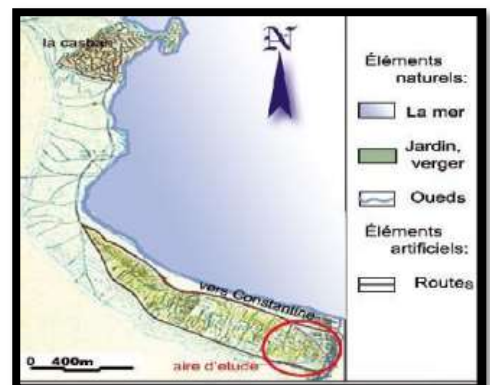 la casbah
N
vers Constantine
aire d'etude
0 400m
Éléments
naturels:
La mer
Jardin,
verger
Oueds
Éléments
artificiels:
Routes